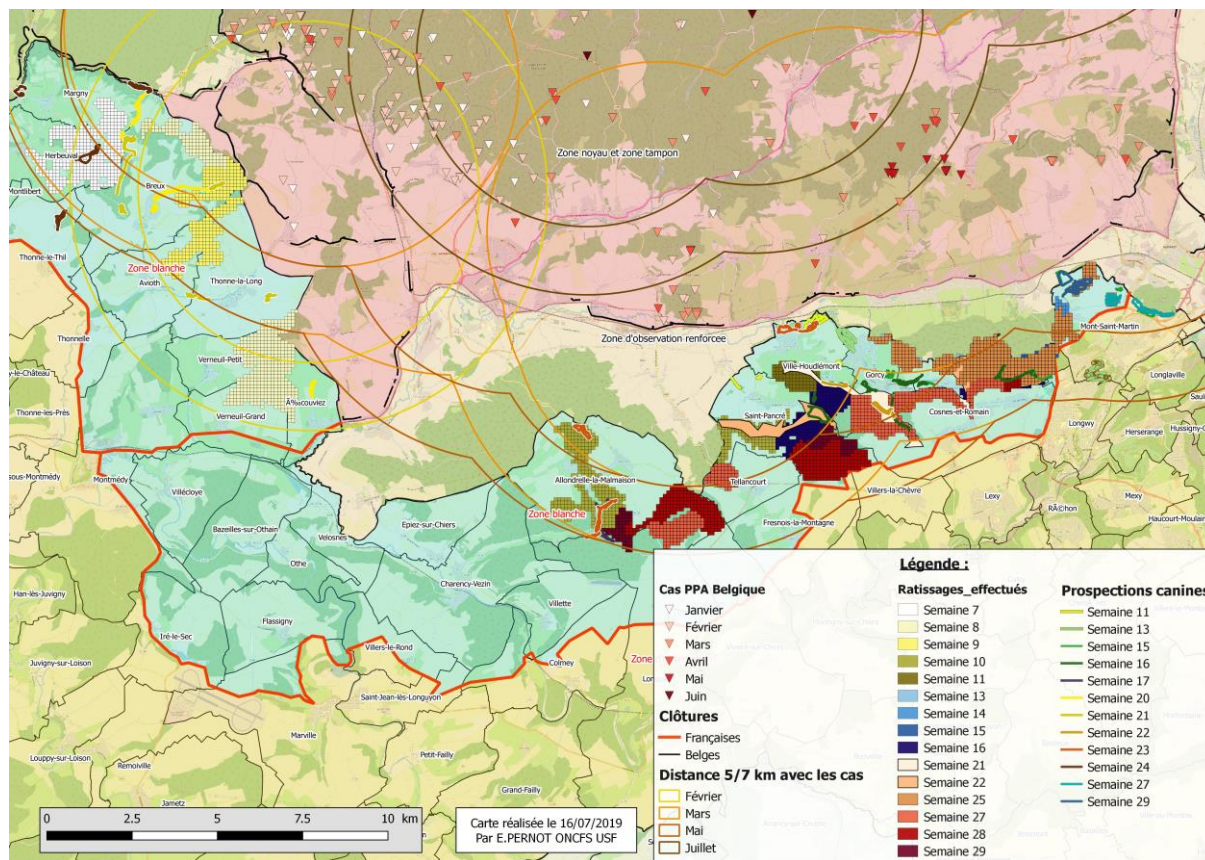 Margny
Herbeuval
Montlibert
Breux
Thonne-le-Thil
Zone blanche
Avioth
Thonne-la-Long
Zone noyau et zone tampon
Zone d'observation renforcee
Thonnelle
y-le-Château
Thonne-les-Prés
Verneuil-Petit
Verneuil-Grand
Ã‰couviez
sous-Montmédy
Montmédy
Villécloye
Bazeilles-sur-Othain
Othe
Velosnes
Epiez-sur-Chiers
Charency-Vezin
Villette
Flassigny
Iré-le-Sec
Villers-le-Rond
Colmey
Han-lès-Juvigny
Juvigny-sur-Loison
Saint-Jean-lès-Longuyon
Marville
Louppy-sur-Loison
Remoiville
Jametz
Petit-Failly
Grand-Failly
Allondrelle-la-Malmaison
Zone blanche
Tellancourt
Fresnois-la-Montagne
Ville-Houdlémont
Gorcy
Saint-Pancré
Cosnes-et-Romain
Mont-Saint-Martin
Longlaville
Longwy
Herserange
Hussigny-G
Villers-la-Chèvre
Lexy
RÃ©hon
Mexy
Haucourt-Moulain
Zone
0 2.5 5 7.5 10 km
Carte réalisée le 16/07/2019
Par E.PERNOT ONCFS USF
Légende :
Cas PPA Belgique
Janvier
Février
Mars
Avril
Mai
Juin
Clôtures
Françaises
Belges
Distance 5/7 km avec les cas
Février
Mars
Mai
Juillet
Ratissages_effectués
Semaine 7
Semaine 8
Semaine 9
Semaine 10
Semaine 11
Semaine 13
Semaine 14
Semaine 15
Semaine 16
Semaine 21
Semaine 22
Semaine 25
Semaine 27
Semaine 28
Semaine 29
Prospections canines
Semaine 11
Semaine 13
Semaine 15
Semaine 16
Semaine 17
Semaine 20
Semaine 21
Semaine 22
Semaine 23
Semaine 24
Semaine 27
Semaine 29